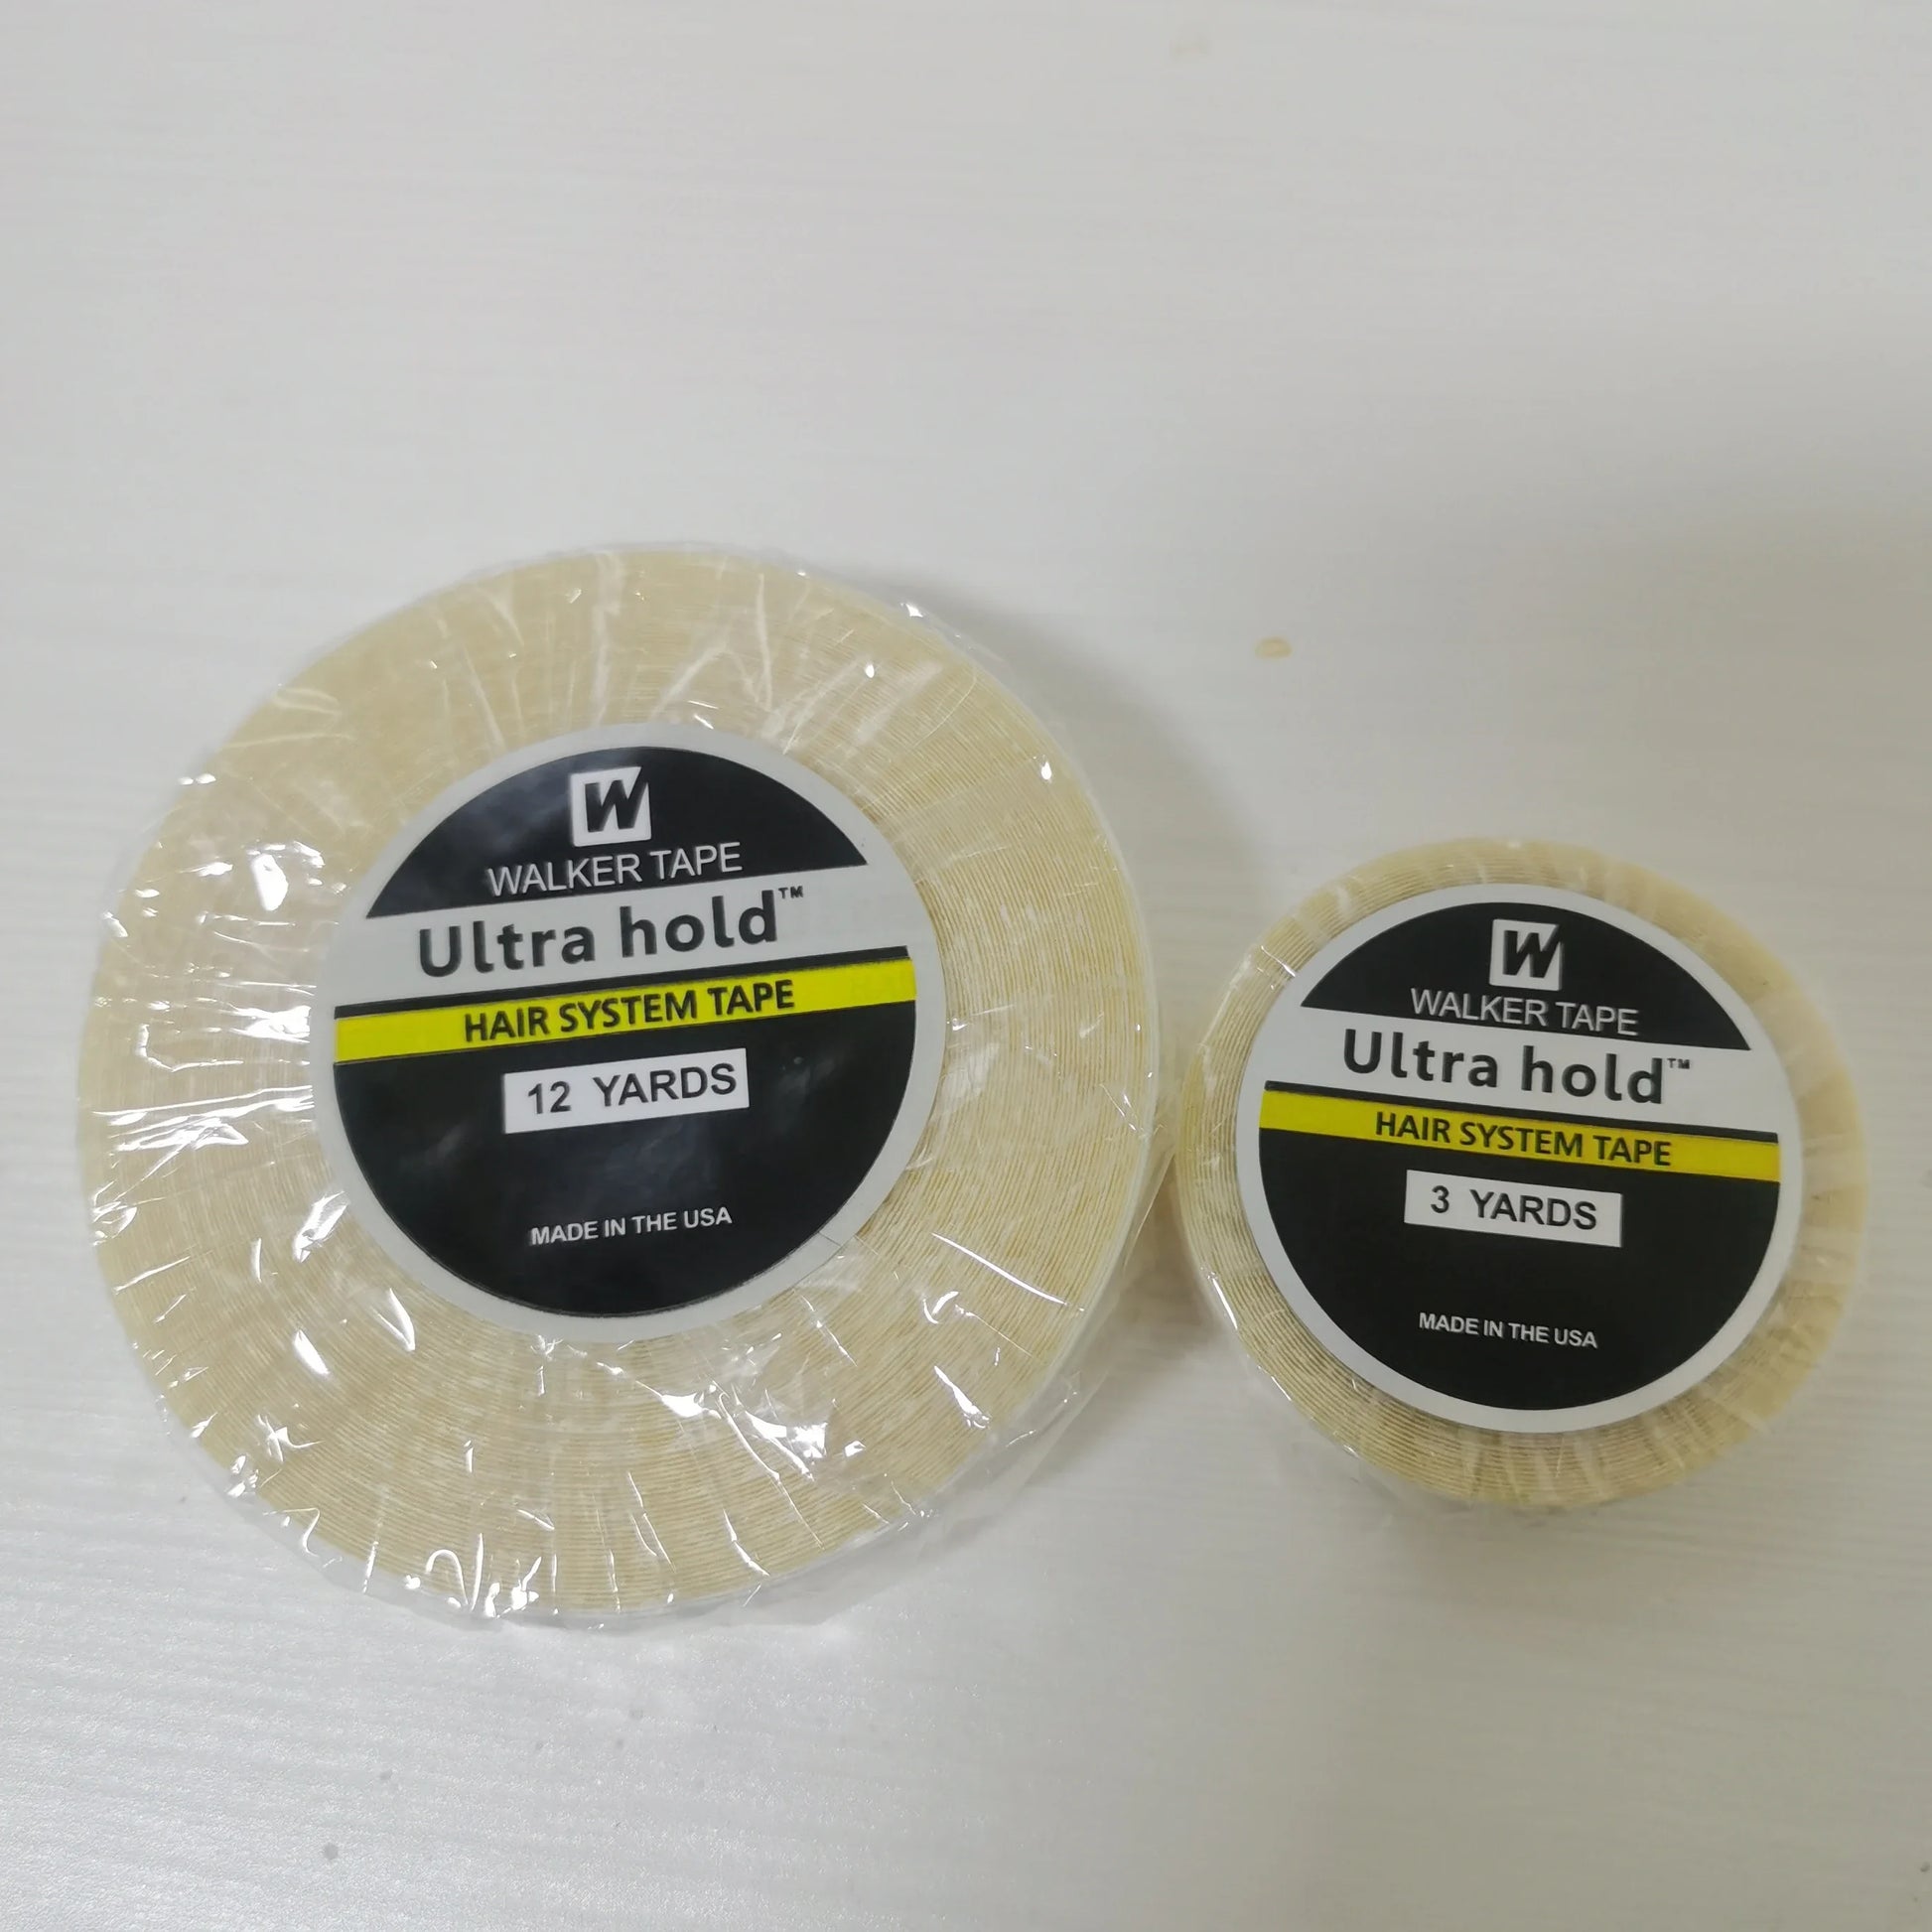 W
WALKER TAPE
Ultra hold™
HAIR SYSTEM TAPE
12 YARDS
MADE IN THE USA
W
WALKER TAPE
Ultra hold™
HAIR SYSTEM TAPE
3 YARDS
MADE IN THE USA